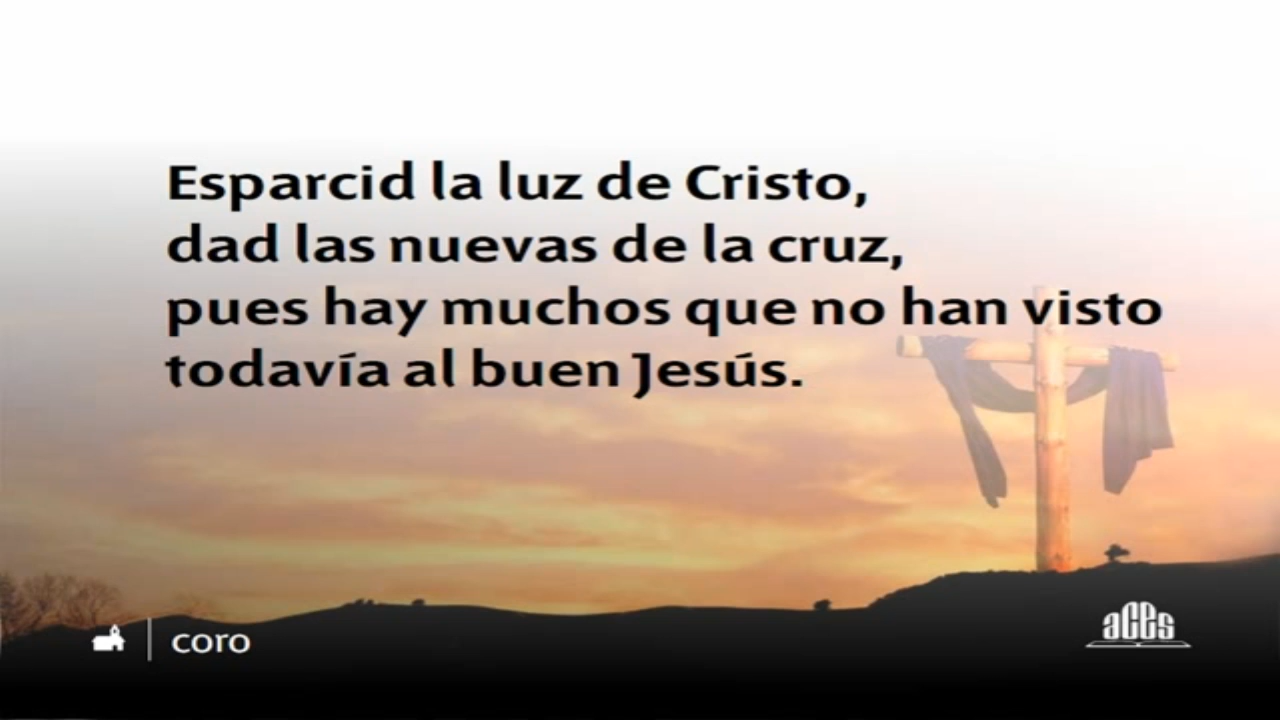 Esparcid la luz de Cristo,
dad las nuevas de la cruz,
pues hay muchos que no han visto
todavía al buen Jesús.
coro
aces